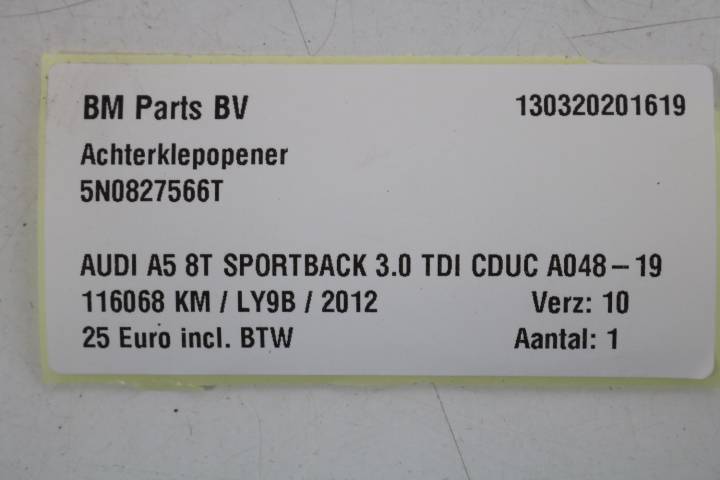 BM Parts BV 130320201619
Achterklepopener
5N0827566T
AUDI A5 8T SPORTBACK 3.0 TDI CDUC A048-19
116068 KM / LY9B / 2012 Verz: 10
25 Euro incl. BTW Aantal: 1